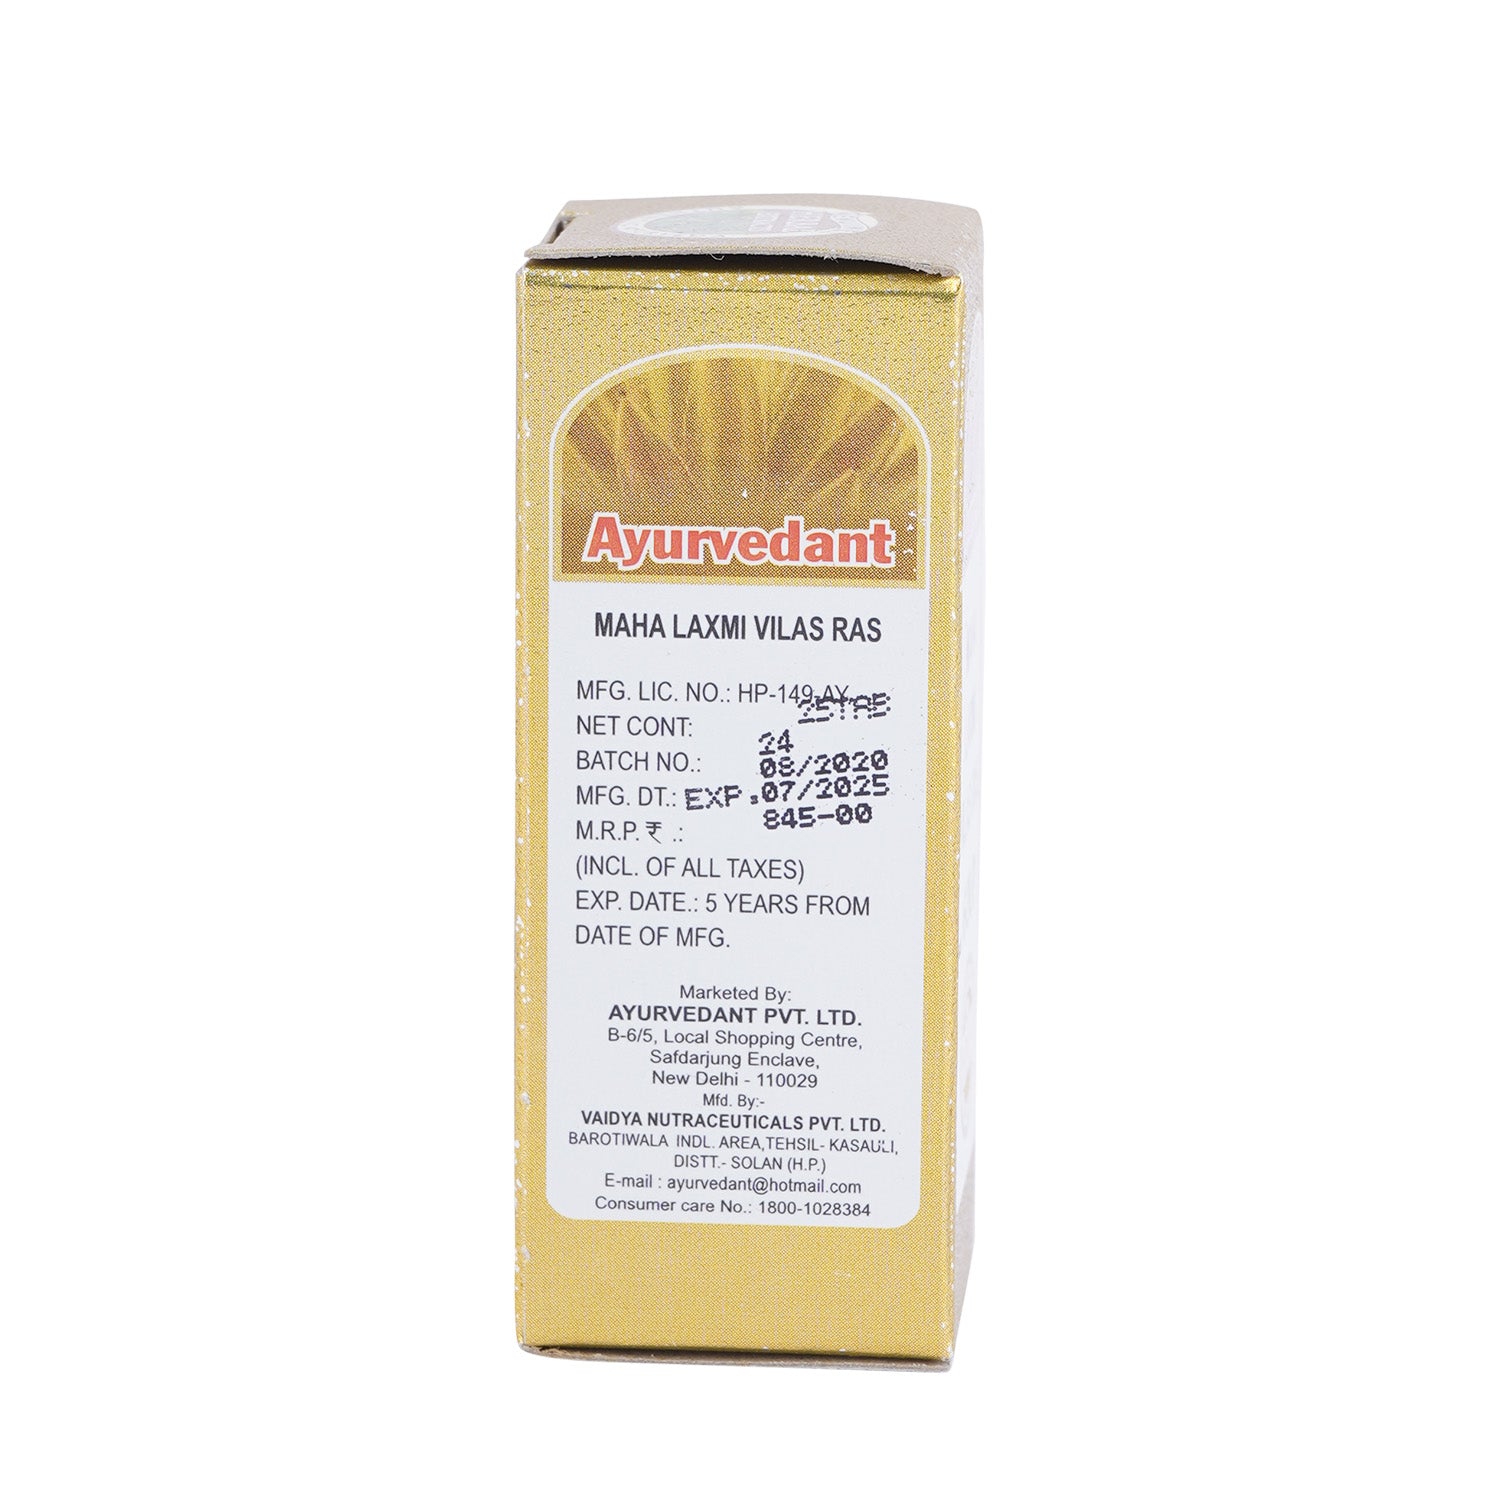 Ayurvedant
MAHA LAXMI VILAS RAS
MFG. LIC. NO.: HP-149-AY
NET CONT: 25TAB
BATCH NO.: 24
MFG. DT.: 08/2020
EXP.:07/2025
M.R.P. ₹ .: 845-00
(INCL. OF ALL TAXES)
EXP. DATE.: 5 YEARS FROM
DATE OF MFG.
Marketed By:
AYURVEDANT PVT. LTD.
B-6/5, Local Shopping Centre,
Safdarjung Enclave,
New Delhi - 110029
Mfd. By:-
VAIDYA NUTRACEUTICALS PVT. LTD.
BAROTIWALA INDL. AREA,TEHSIL- KASAULI,
DISTT.- SOLAN (H.P.)
E-mail : ayurvedant@hotmail.com
Consumer care No.: 1800-1028384